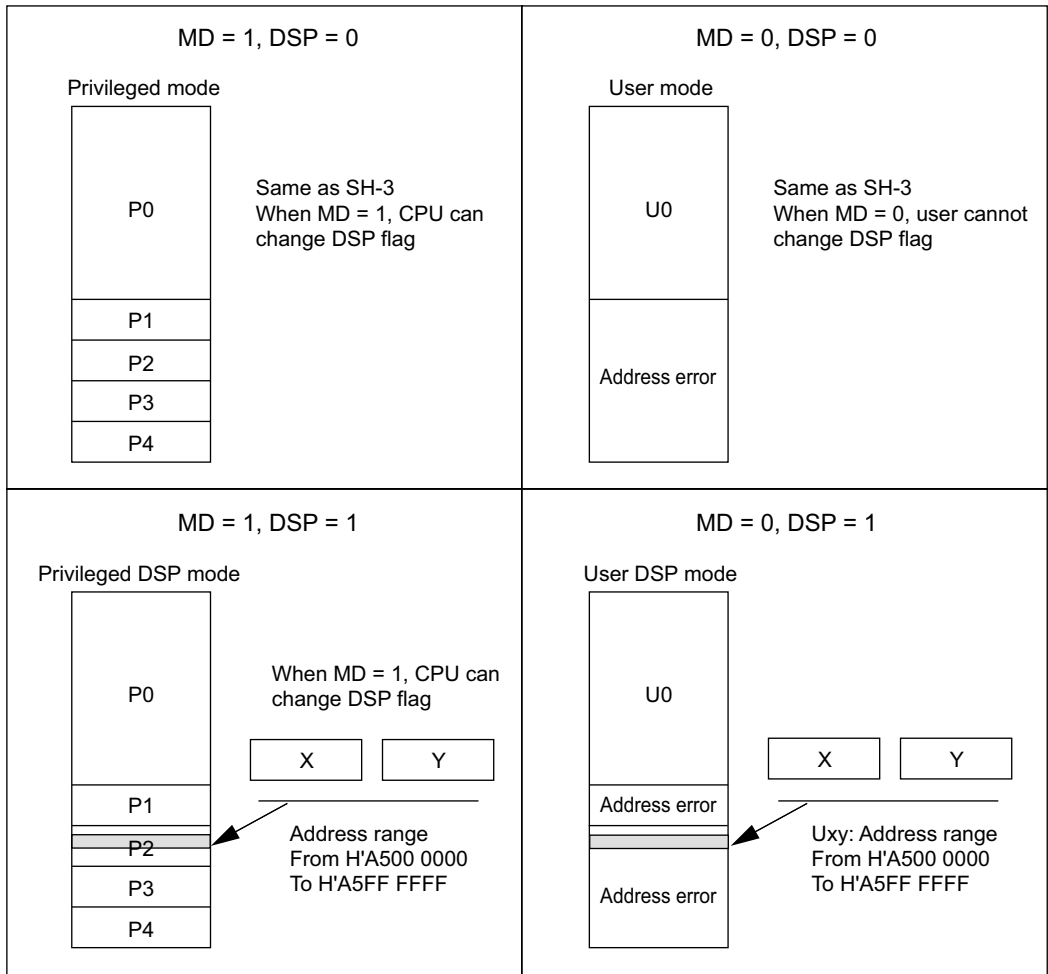 MD = 1, DSP = 0
Privileged mode
P0
Same as SH-3
When MD = 1, CPU can
change DSP flag
P1
P2
P3
P4
MD = 0, DSP = 0
User mode
U0
Same as SH-3
When MD = 0, user cannot
change DSP flag
Address error
MD = 1, DSP = 1
Privileged DSP mode
P0
When MD = 1, CPU can
change DSP flag
X
Y
P1
P2
Address range
From H'A500 0000
To H'A5FF FFFF
P3
P4
MD = 0, DSP = 1
User DSP mode
U0
X
Y
Address error
Uxy: Address range
From H'A500 0000
To H'A5FF FFFF
Address error